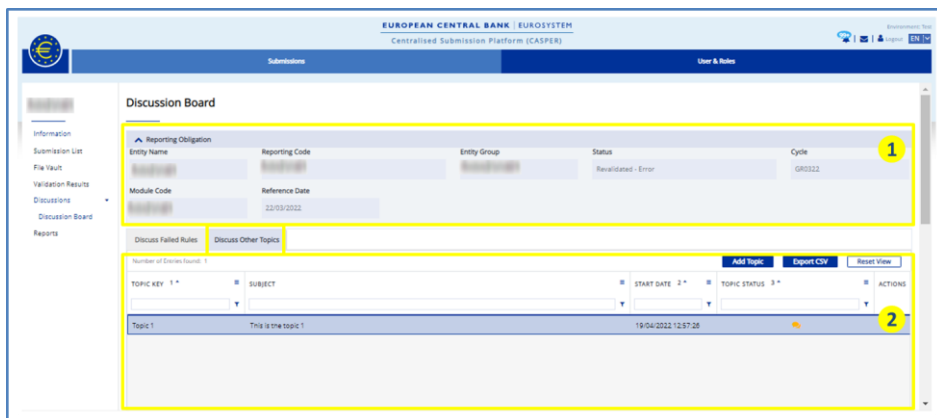 EUROPEAN CENTRAL BANK | EUROSYSTEM
Centralised Submission Platform (CASPER)
Environment: Test
99+
Logout EN
Submissions User & Roles
Discussion Board
Information
Submission List
File Vault
Validation Results
Discussions
Discussion Board
Reports
Reporting Obligation
1
Entity Name Reporting Code Entity Group Status Cycle
Revalidated - Error GR0322
Module Code Reference Date
22/03/2022
Discuss Failed Rules Discuss Other Topics
Number of Entries found: 1 Add Topic Export CSV Reset View
TOPIC KEY 1 SUBJECT START DATE 2 TOPIC STATUS 3 ACTIONS
Topic 1 This is the topic 1 19/04/2022 12:57:26
2